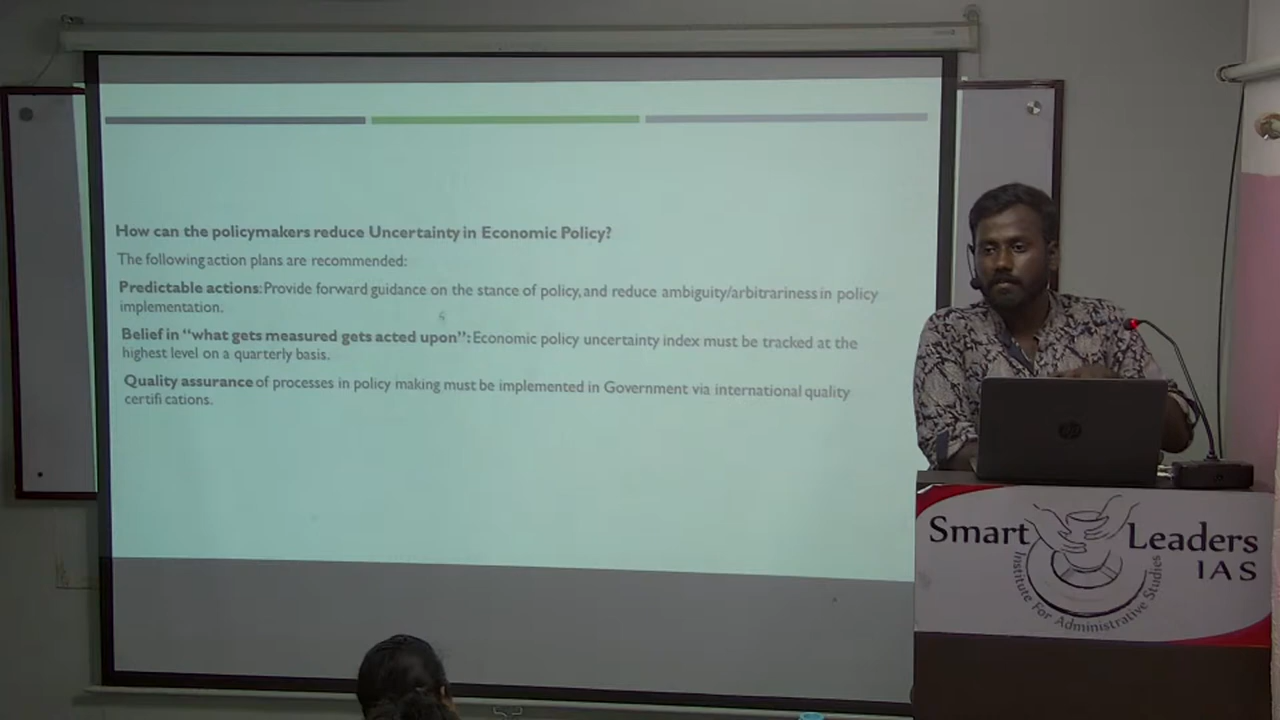 How can the policymakers reduce Uncertainty in Economic Policy?
The following action plans are recommended:
Predictable actions: Provide forward guidance on the stance of policy, and reduce ambiguity/arbitrariness in policy
implementation.
Belief in “what gets measured gets acted upon”: Economic policy uncertainty index must be tracked at the
highest level on a quarterly basis.
Quality assurance of processes in policy making must be implemented in Government via international quality
certifi cations.
hp
Smart Leaders
IAS
Institute For Administrative Studies